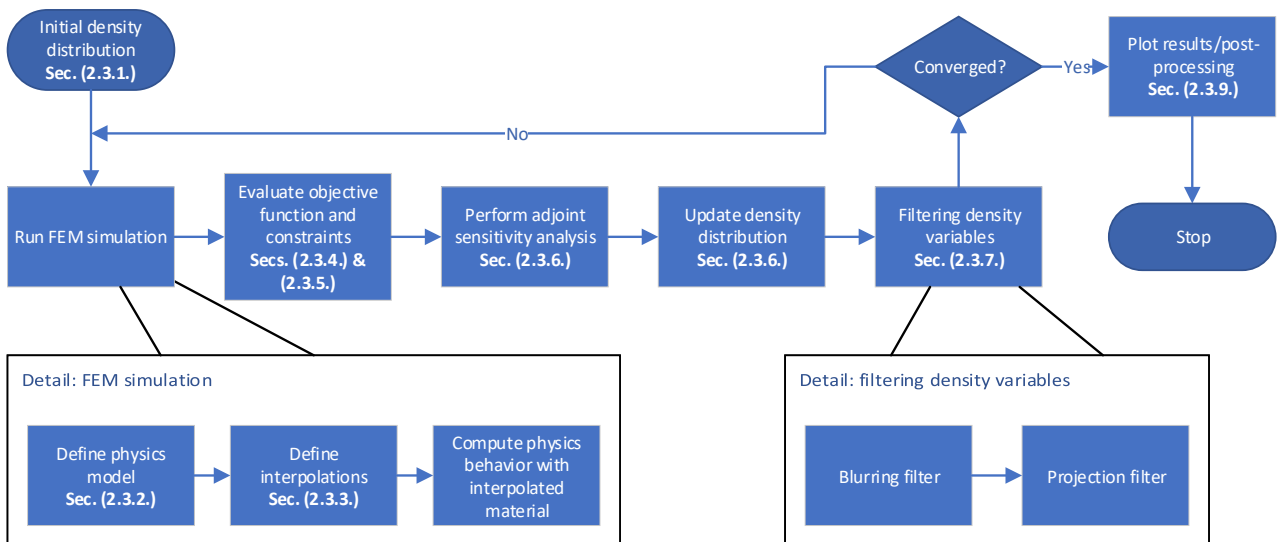 Initial density
distribution
Sec. (2.3.1.)
Converged?
Yes
Plot results/post-
processing
Sec. (2.3.9.)
No
Run FEM simulation
Evaluate objective
function and
constraints
Secs. (2.3.4.) &
(2.3.5.)
Perform adjoint
sensitivity analysis
Sec. (2.3.6.)
Update density
distribution
Sec. (2.3.6.)
Filtering density
variables
Sec. (2.3.7.)
Stop
Detail: FEM simulation
Define physics
model
Sec. (2.3.2.)
Define
interpolations
Sec. (2.3.3.)
Compute physics
behavior with
interpolated
material
Detail: filtering density variables
Blurring filter
Projection filter